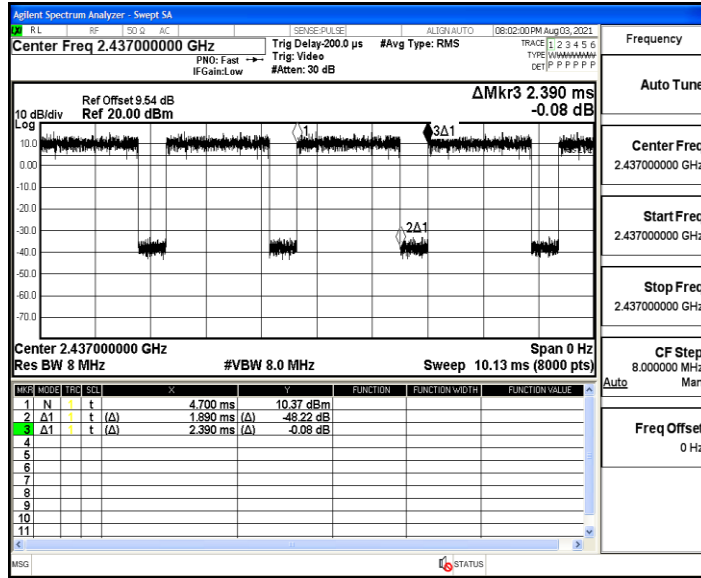 Agilent Spectrum Analyzer - Swept SA
RL RF 50 Ω AC SENSE:PULSE ALIGN AUTO 08:02:00 PM Aug 03, 2021
Center Freq 2.437000000 GHz
PNO: Fast
IFGain:Low
Trig Delay-200.0 µs
Trig: Video
#Atten: 30 dB
#Avg Type: RMS
TRACE 1 2 3 4 5 6
TYPE WWWWWW
DET P P P P P P
ΔMkr3 2.390 ms
-0.08 dB
Ref Offset 9.54 dB
10 dB/div Ref 20.00 dBm
Log
10.0
0.00
-10.0
-20.0
-30.0
-40.0
-50.0
-60.0
-70.0
1
3Δ1
2Δ1
Center 2.437000000 GHz Span 0 Hz
Res BW 8 MHz #VBW 8.0 MHz Sweep 10.13 ms (8000 pts)
MKR MODE TRC SCL X Y FUNCTION FUNCTION WIDTH FUNCTION VALUE
1 N 1 t 4.700 ms 10.37 dBm
2 Δ1 1 t (Δ) 1.890 ms (Δ) -48.22 dB
3 Δ1 1 t (Δ) 2.390 ms (Δ) -0.08 dB
4
5
6
7
8
9
10
11
MSG STATUS
Frequency
Auto Tune
Center Freq
2.437000000 GHz
Start Freq
2.437000000 GHz
Stop Freq
2.437000000 GHz
CF Step
8.000000 MHz
Auto Man
Freq Offset
0 Hz